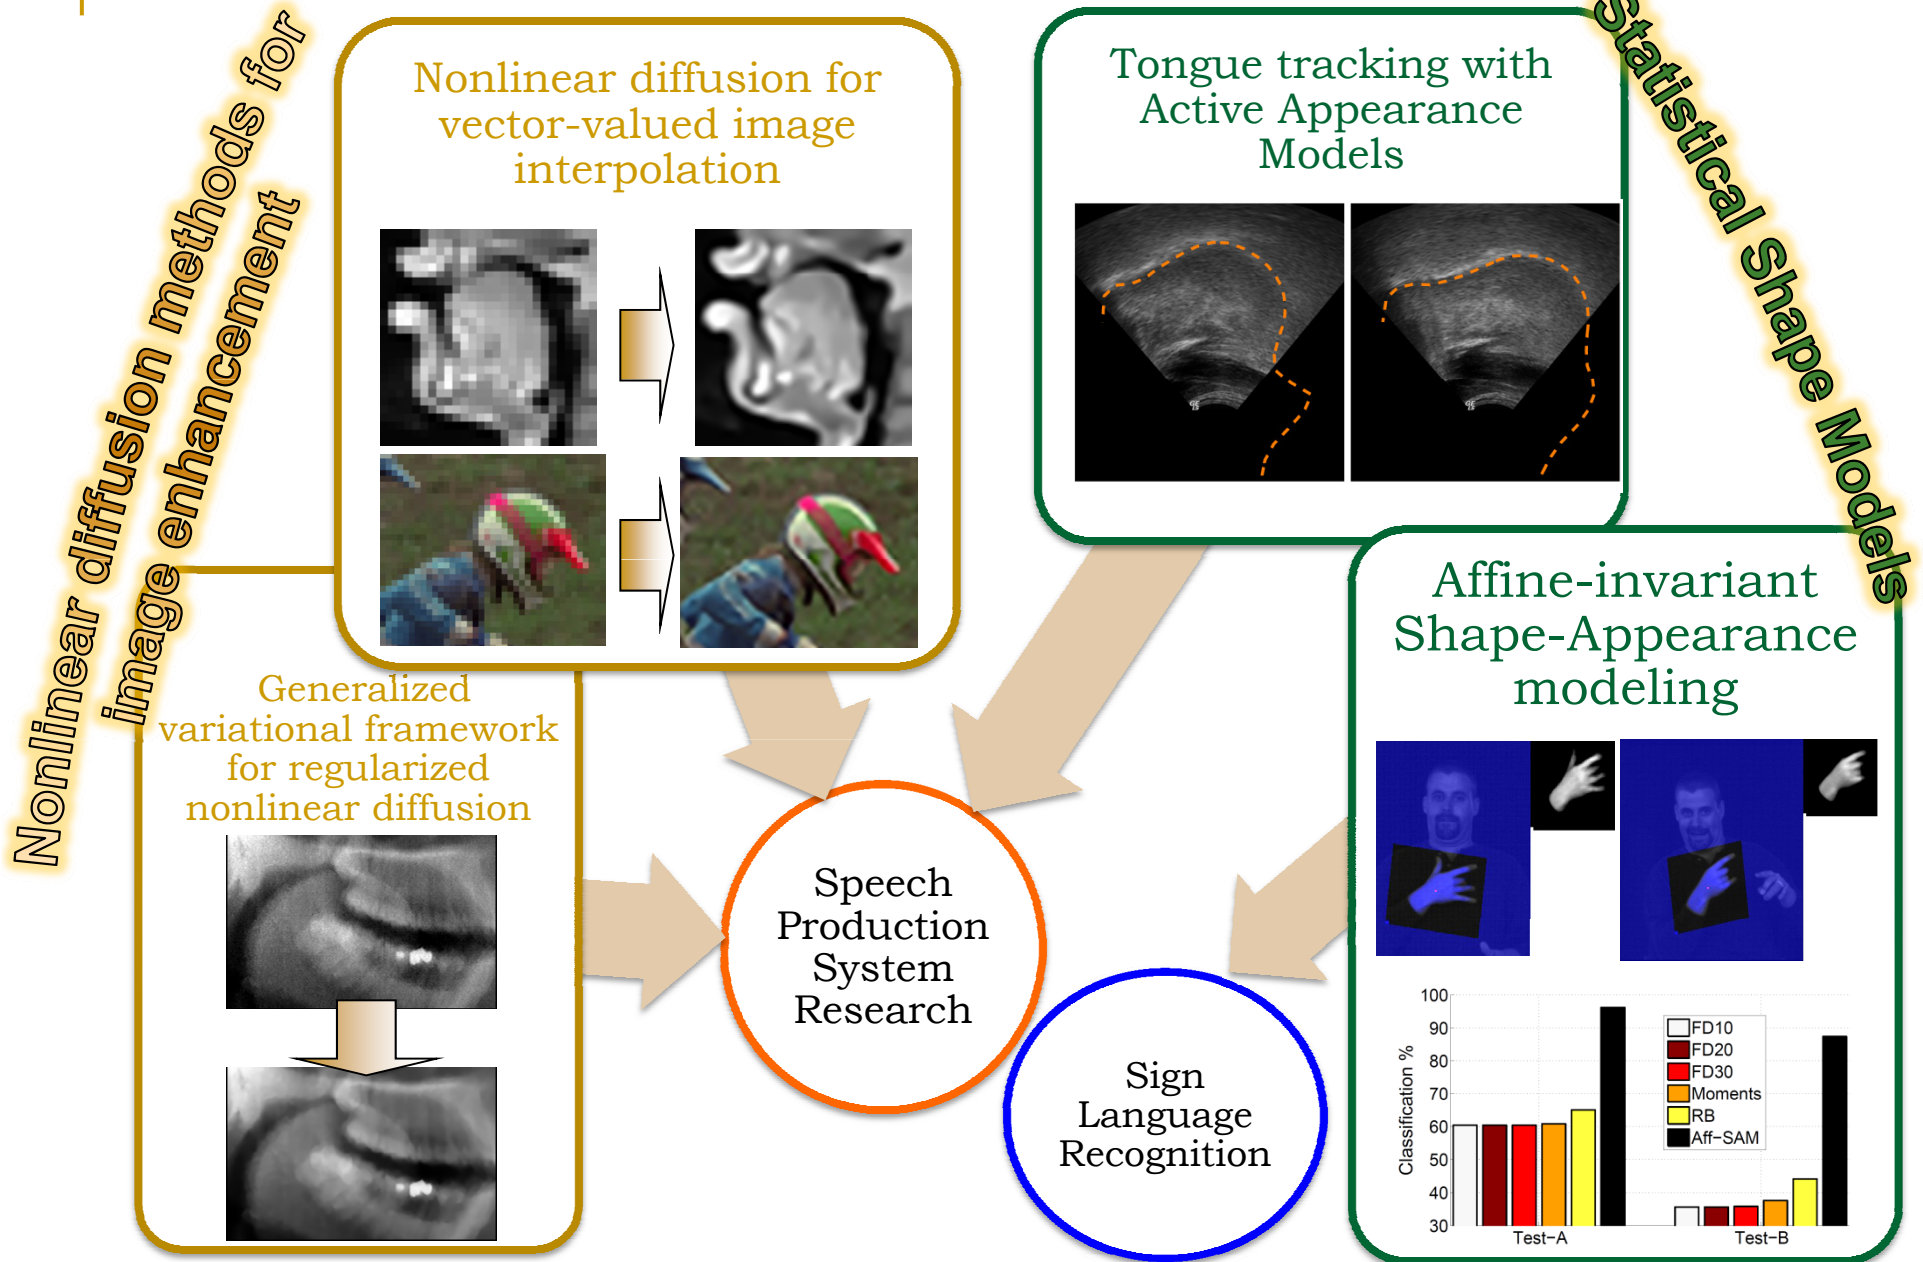 Nonlinear diffusion methods for
image enhancement
Nonlinear diffusion for
vector-valued image
interpolation
Tongue tracking with
Active Appearance
Models
Statistical Shape Models
Generalized
variational framework
for regularized
nonlinear diffusion
Affine-invariant
Shape-Appearance
modeling
Speech
Production
System
Research
Sign
Language
Recognition
100
90
80
70
60
50
40
30
Classification %
FD10
FD20
FD30
Moments
RB
Aff-SAM
Test-A
Test-B